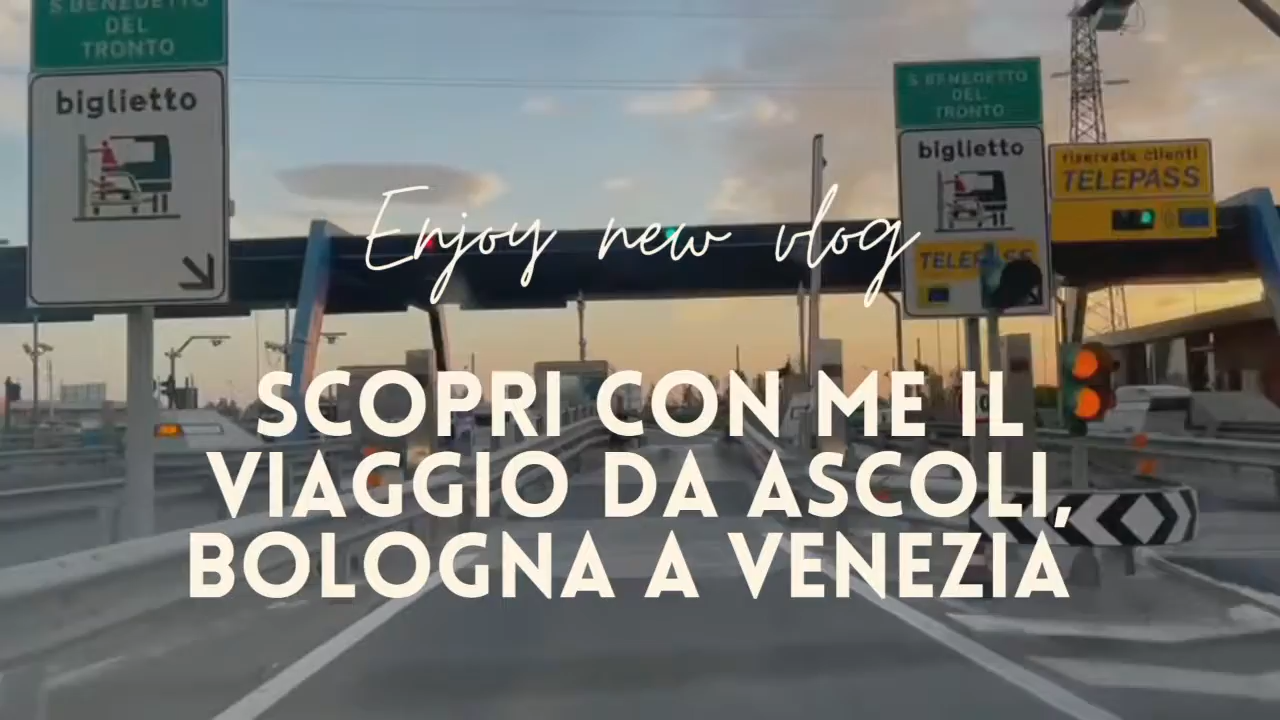 S BENEDETTO
DEL
TRONTO
biglietto
S BENEDETTO
DEL
TRONTO
biglietto
TELEPASS
riservata clienti
TELEPASS
Enjoy new vlog
SCOPRI CON ME IL
VIAGGIO DA ASCOLI,
BOLOGNA A VENEZIA